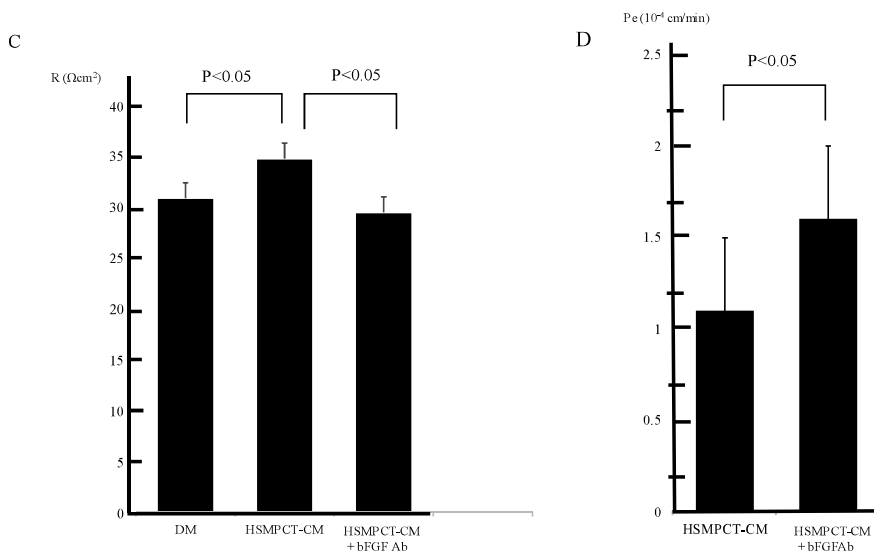 C
R (Ωcm²)
P<0.05
P<0.05
40
35
30
25
20
15
10
5
0
DM
HSMPCT-CM
HSMPCT-CM
+ bFGF Ab
D
Pe (10⁻⁴ cm/min)
P<0.05
2.5
2
1.5
1
0.5
0
HSMPCT-CM
HSMPCT-CM
+ bFGFAb